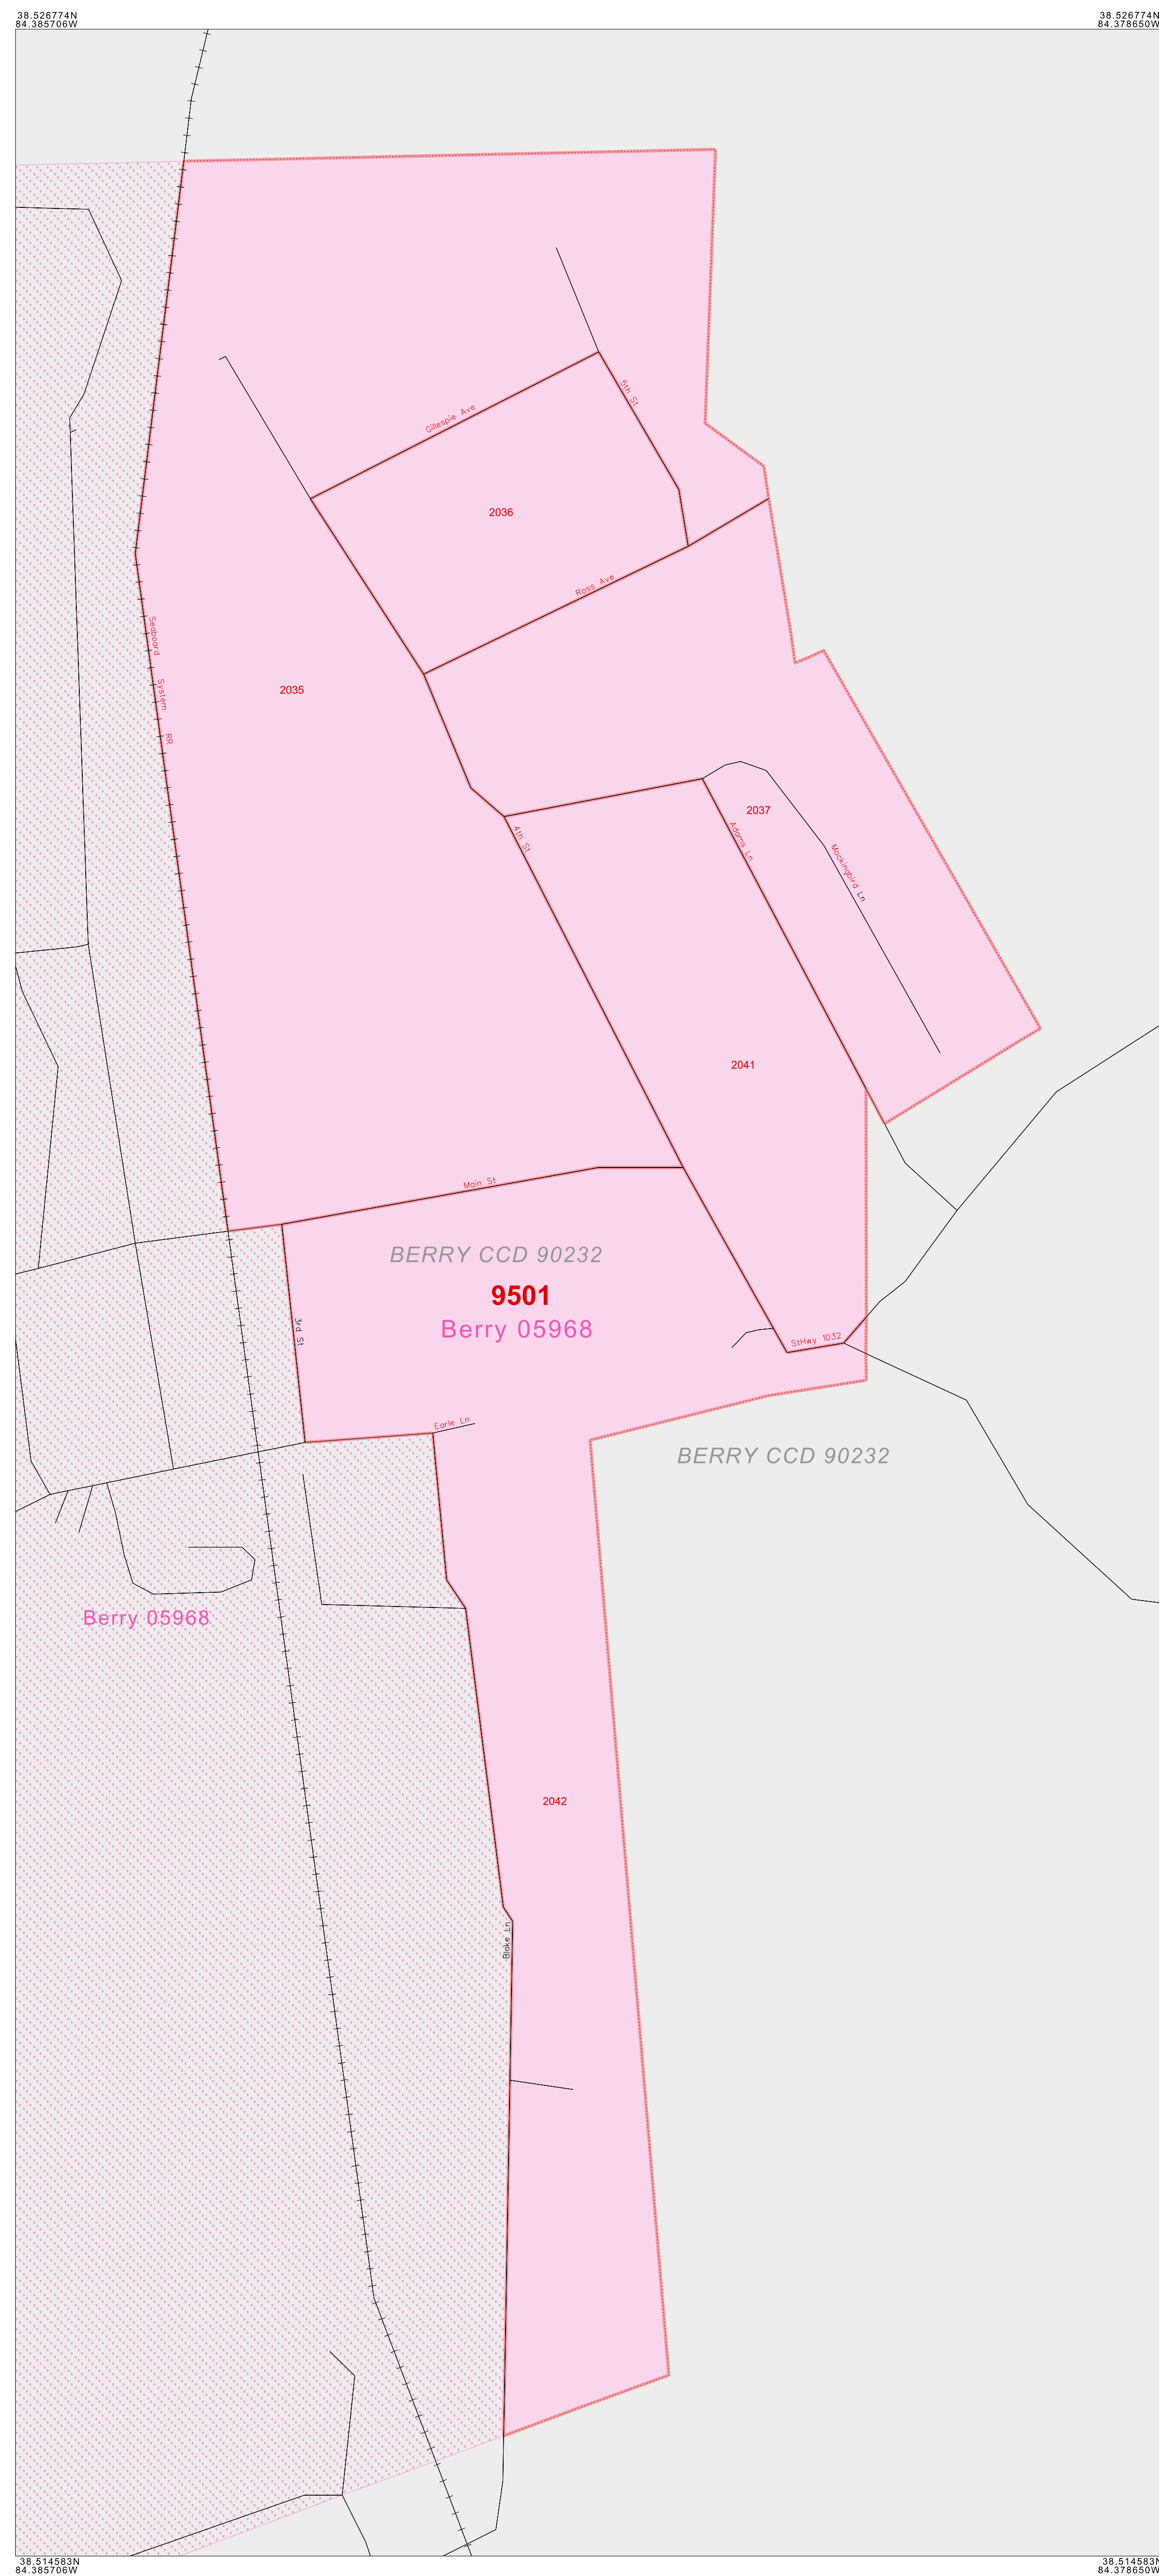 38.526774N
84.385706W
38.526774N
84.378650W
5th St
Gillespie Ave
2036
Ross Ave
Seaboard System RR
2035
2037
4th St
Adams Ln
Mockingbird Ln
2041
Main St
BERRY CCD 90232
9501
Berry 05968
3rd St
StHwy 1032
Earle Ln
BERRY CCD 90232
Berry 05968
2042
Blake Ln
38.514583N
84.385706W
38.514583N
84.378650W